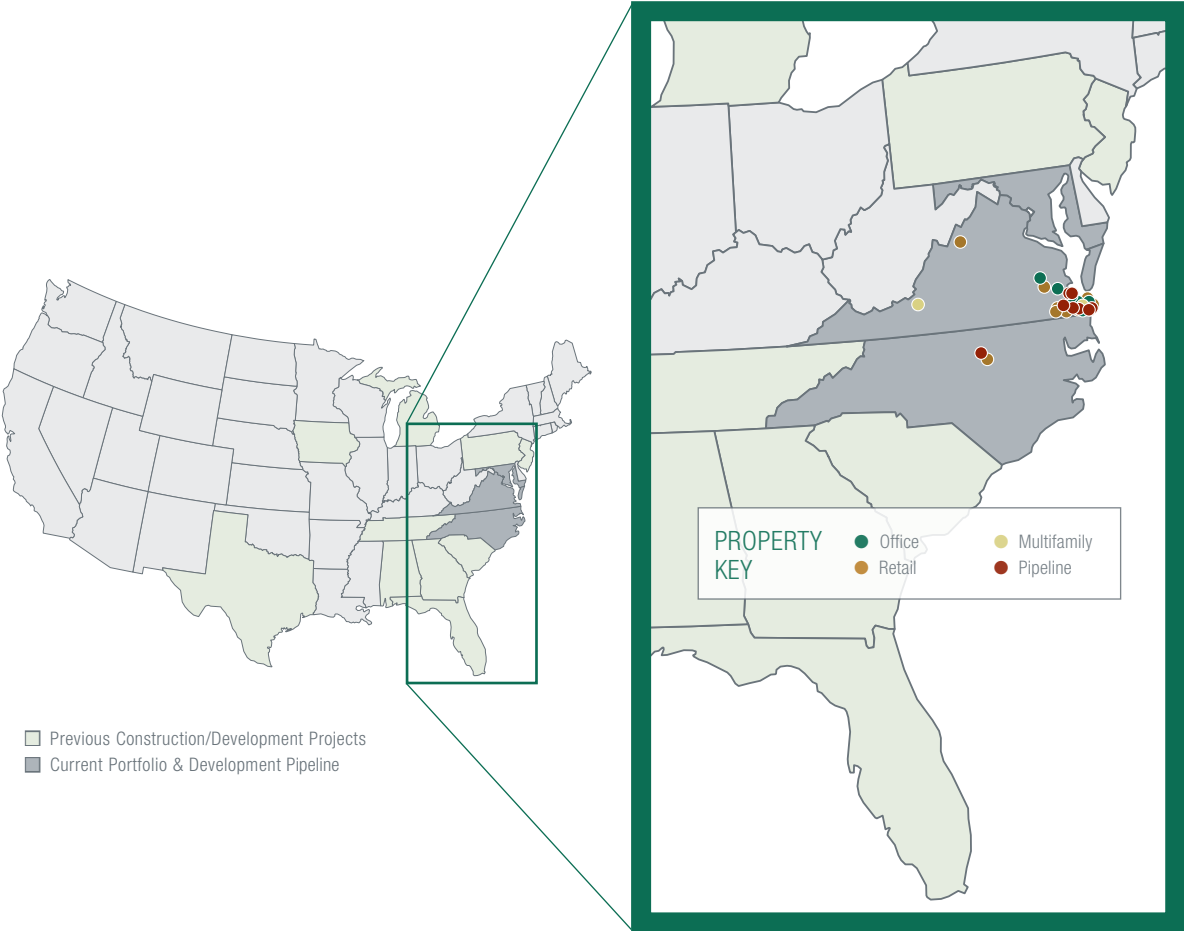 PROPERTY
KEY
Office
Multifamily
Retail
Pipeline
Previous Construction/Development Projects
Current Portfolio & Development Pipeline